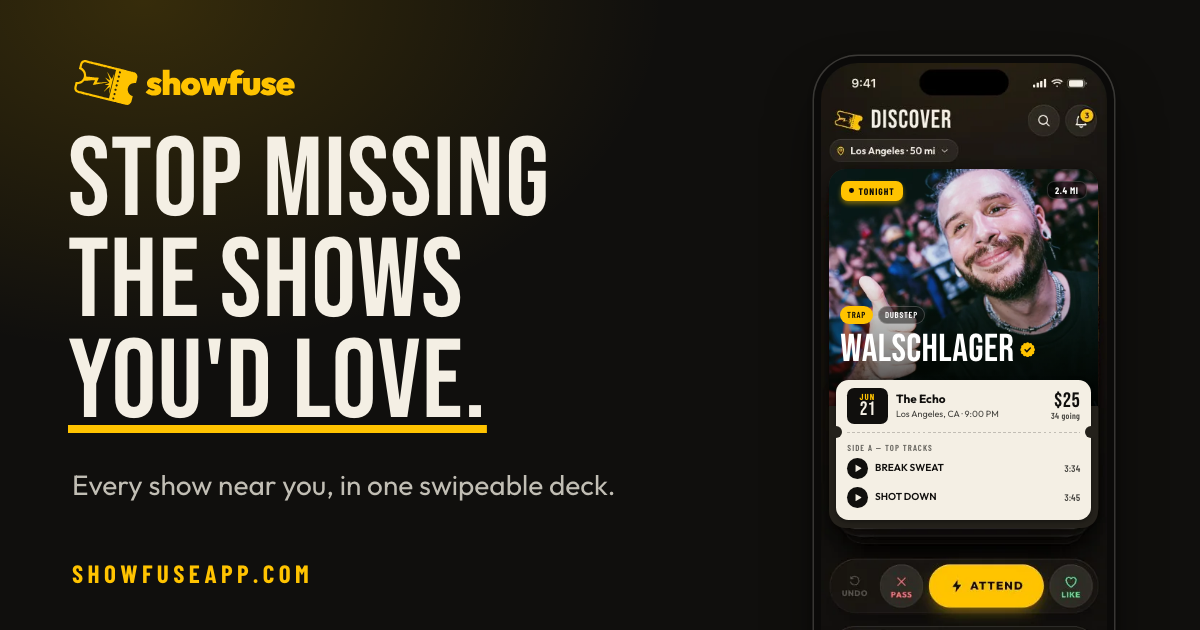 showfuse
STOP MISSING
THE SHOWS
YOU'D LOVE.
Every show near you, in one swipeable deck.
SHOWFUSEAPP.COM
9:41
DISCOVER
3
Los Angeles · 50 mi
TONIGHT
2.4 MI
TRAP DUBSTEP
WALSCHLAGER
JUN
21
The Echo
Los Angeles, CA · 9:00 PM
$25
34 going
SIDE A — TOP TRACKS
BREAK SWEAT 3:34
SHOT DOWN 3:45
UNDO
PASS
ATTEND
LIKE